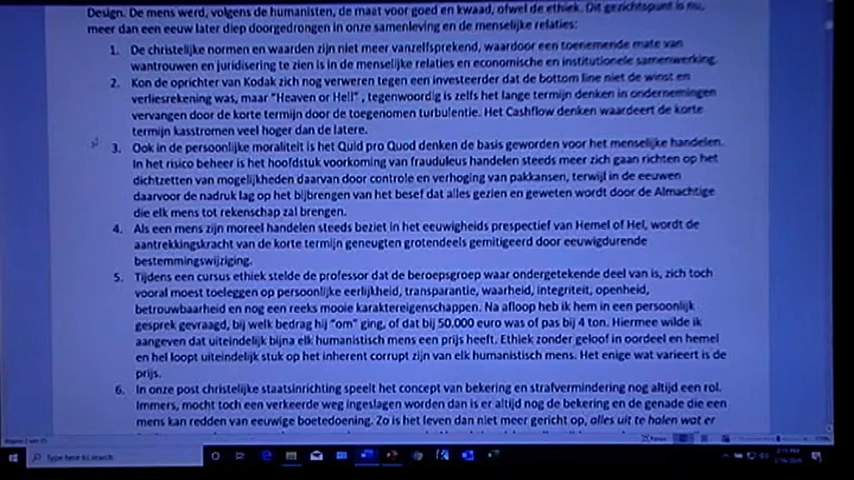 Design. De mens werd, volgens de humanisten, de maat voor goed en kwaad, ofwel de ethiek. Dit gezichtspunt is nu,
meer dan een eeuw later diep doorgedrongen in onze samenleving en de menselijke relaties:
1. De christelijke normen en waarden zijn niet meer vanzelfsprekend, waardoor een toenemende mate van
wantrouwen en juridisering te zien is in de menselijke relaties en economische en institutionele samenwerking.
2. Kon de oprichter van Kodak zich nog verweren tegen een investeerder dat de bottom line niet de winst en
verliesrekening was, maar "Heaven or Hell" , tegenwoordig is zelfs het lange termijn denken in ondernemingen
vervangen door de korte termijn door de toegenomen turbulentie. Het Cashflow denken waardeert de korte
termijn kasstromen veel hoger dan de latere.
3. Ook in de persoonlijke moraliteit is het Quid pro Quod denken de basis geworden voor het menselijke handelen.
In het risico beheer is het hoofdstuk voorkoming van frauduleus handelen steeds meer zich gaan richten op het
dichtzetten van mogelijkheden daarvan door controle en verhoging van pakkansen, terwijl in de eeuwen
daarvoor de nadruk lag op het bijbrengen van het besef dat alles gezien en geweten wordt door de Almachtige
die elk mens tot rekenschap zal brengen.
4. Als een mens zijn moreel handelen steeds beziet in het eeuwigheids prespectief van Hemel of Hel, wordt de
aantrekkingskracht van de korte termijn geneugten grotendeels gemitigeerd door eeuwigdurende
bestemmingswijziging.
5. Tijdens een cursus ethiek stelde de professor dat de beroepsgroep waar ondergetekende deel van is, zich toch
vooral moest toeleggen op persoonlijke eerlijkheid, transparantie, waarheid, integriteit, openheid,
betrouwbaarheid en nog een reeks mooie karaktereigenschappen. Na afloop heb ik hem in een persoonlijk
gesprek gevraagd, bij welk bedrag hij "om" ging, of dat bij 50.000 euro was of pas bij 4 ton. Hiermee wilde ik
aangeven dat uiteindelijk bijna elk humanistisch mens een prijs heeft. Ethiek zonder geloof in oordeel en hemel
en hel loopt uiteindelijk stuk op het inherent corrupt zijn van elk humanistisch mens. Het enige wat varieert is de
prijs.
6. In onze post christelijke staatsinrichting speelt het concept van bekering en strafvermindering nog altijd een rol.
Immers, mocht toch een verkeerde weg ingeslagen worden dan is er altijd nog de bekering en de genade die een
mens kan redden van eeuwige boetedoening. Zo is het leven dan niet meer gericht op, alles uit te halen wat er
Type here to search